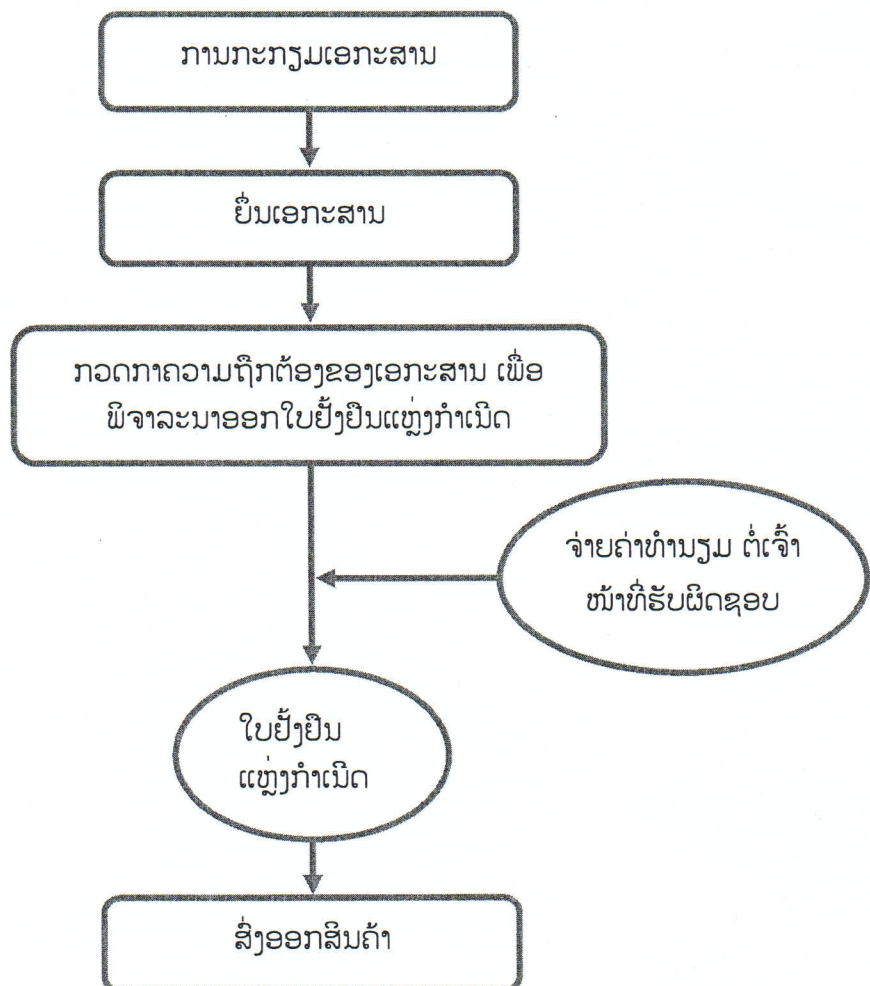 ການກະກຽມເອກະສານ
ຍຶ່ນເອກະສານ
ກວດກາຄວາມຖືກຕ້ອງຂອງເອກະສານ ເພື່ອ
ພິຈາລະນາອອກໃບຢັ້ງຢືນແຫຼ່ງກຳເນີດ
ຈ່າຍຄ່າທຳນຽມ ຕໍ່ເຈົ້າ
ໜ້າທີ່ຮັບຜິດຊອບ
ໃບຢັ້ງຢືນ
ແຫຼ່ງກຳເນີດ
ສົ່ງອອກສິນຄ້າ